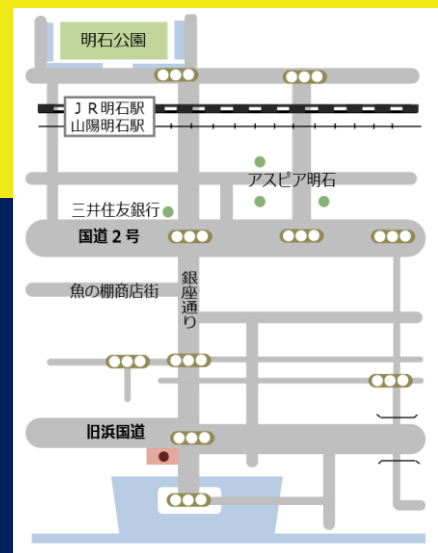 明石公園
ＪＲ明石駅
山陽明石駅
アスピア明石
三井住友銀行
国道２号
銀座通り
魚の棚商店街
旧浜国道